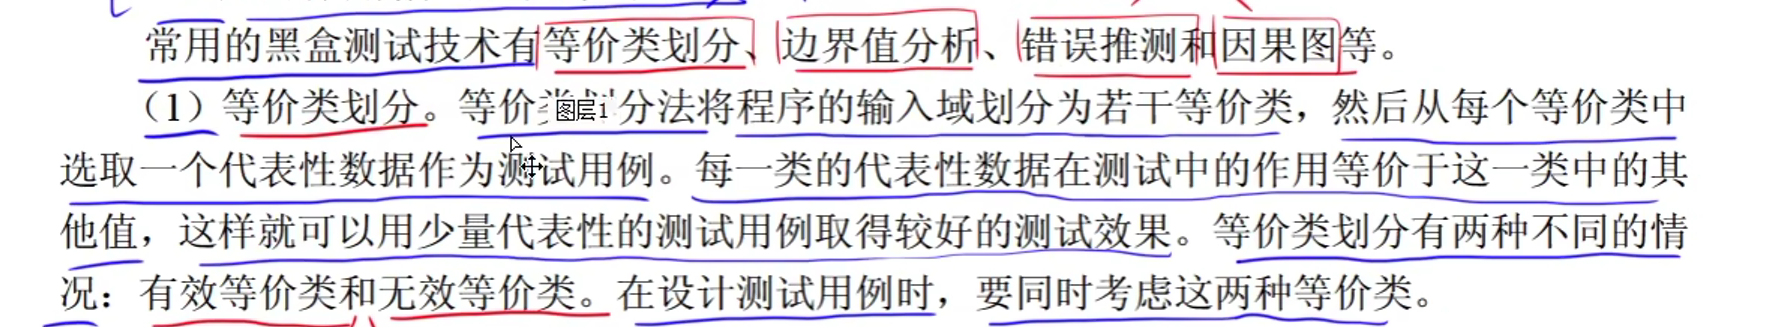 常用的黑盒测试技术有等价类划分、边界值分析、错误推测和因果图等。
（1）等价类划分。等价 图层1 分法将程序的输入域划分为若干等价类，然后从每个等价类中
选取一个代表性数据作为测试用例。每一类的代表性数据在测试中的作用等价于这一类中的其
他值，这样就可以用少量代表性的测试用例取得较好的测试效果。等价类划分有两种不同的情
况：有效等价类和无效等价类。在设计测试用例时，要同时考虑这两种等价类。